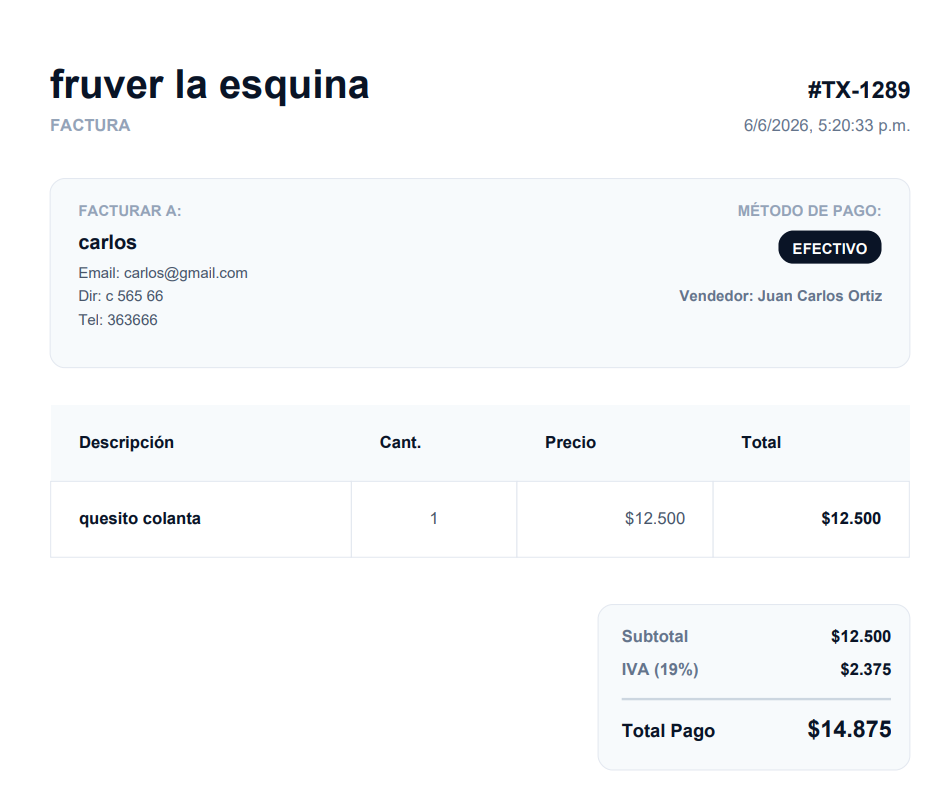 fruver la esquina
#TX-1289
FACTURA
6/6/2026, 5:20:33 p.m.
FACTURAR A:
carlos
Email: carlos@gmail.com
Dir: c 565 66
Tel: 363666
MÉTODO DE PAGO:
EFECTIVO
Vendedor: Juan Carlos Ortiz
Descripción Cant. Precio Total
quesito colanta 1 $12.500 $12.500
Subtotal $12.500
IVA (19%) $2.375
Total Pago $14.875